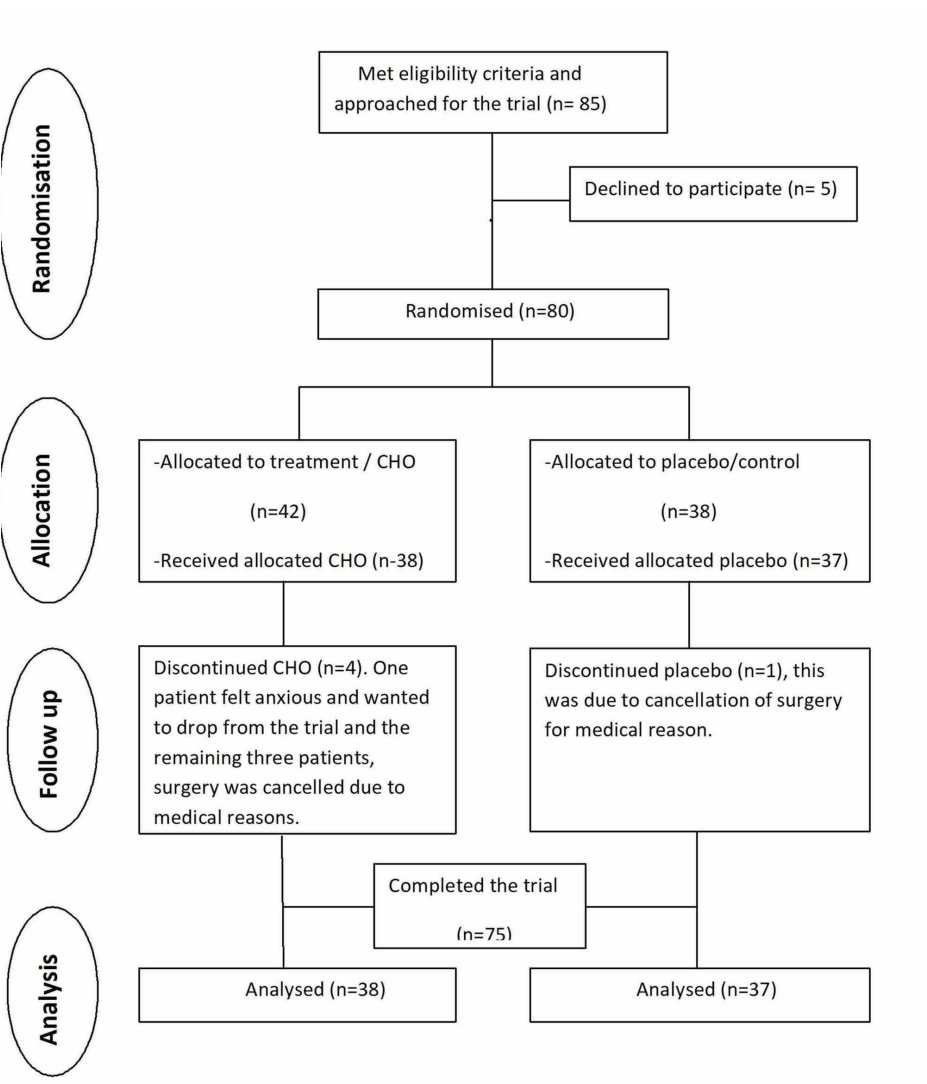 Met eligibility criteria and
approached for the trial (n= 85)
Randomisation
Declined to participate (n= 5)
Randomised (n=80)
Allocation
-Allocated to treatment / CHO
(n=42)
-Received allocated CHO (n-38)
-Allocated to placebo/control
(n=38)
-Received allocated placebo (n=37)
Follow up
Discontinued CHO (n=4). One
patient felt anxious and wanted
to drop from the trial and the
remaining three patients,
surgery was cancelled due to
medical reasons.
Discontinued placebo (n=1), this
was due to cancellation of surgery
for medical reason.
Completed the trial
(n=75)
Analysis
Analysed (n=38)
Analysed (n=37)